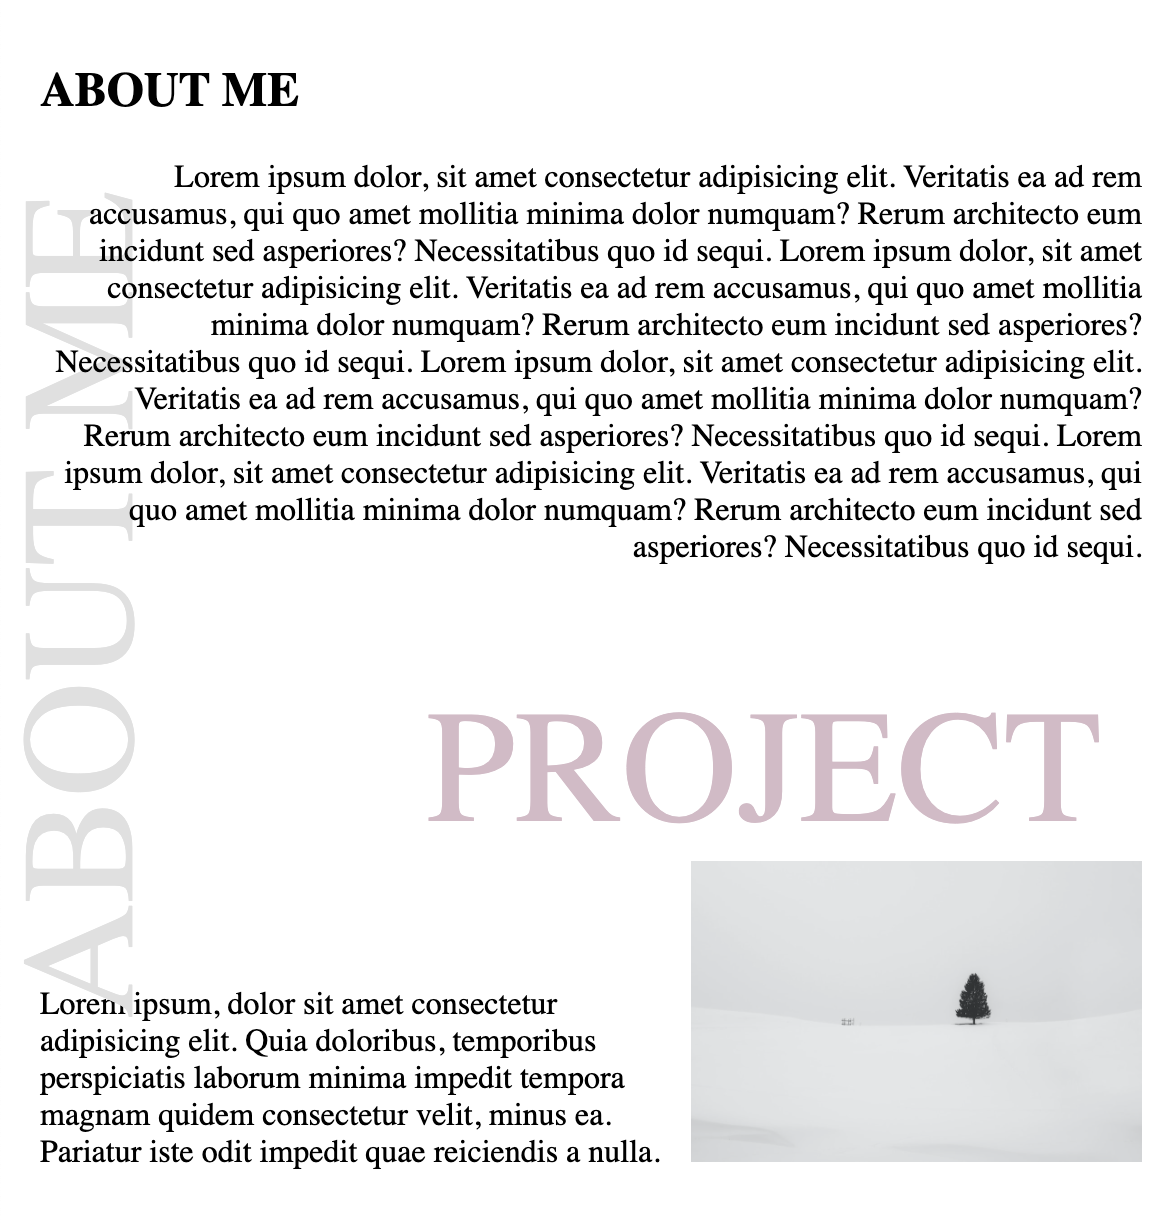 ABOUT ME
ABOUT ME
Lorem ipsum dolor, sit amet consectetur adipisicing elit. Veritatis ea ad rem
accusamus, qui quo amet mollitia minima dolor numquam? Rerum architecto eum
incidunt sed asperiores? Necessitatibus quo id sequi. Lorem ipsum dolor, sit amet
consectetur adipisicing elit. Veritatis ea ad rem accusamus, qui quo amet mollitia
minima dolor numquam? Rerum architecto eum incidunt sed asperiores?
Necessitatibus quo id sequi. Lorem ipsum dolor, sit amet consectetur adipisicing elit.
Veritatis ea ad rem accusamus, qui quo amet mollitia minima dolor numquam?
Rerum architecto eum incidunt sed asperiores? Necessitatibus quo id sequi. Lorem
ipsum dolor, sit amet consectetur adipisicing elit. Veritatis ea ad rem accusamus, qui
quo amet mollitia minima dolor numquam? Rerum architecto eum incidunt sed
asperiores? Necessitatibus quo id sequi.
PROJECT
Lorem ipsum, dolor sit amet consectetur
adipisicing elit. Quia doloribus, temporibus
perspiciatis laborum minima impedit tempora
magnam quidem consectetur velit, minus ea.
Pariatur iste odit impedit quae reiciendis a nulla.